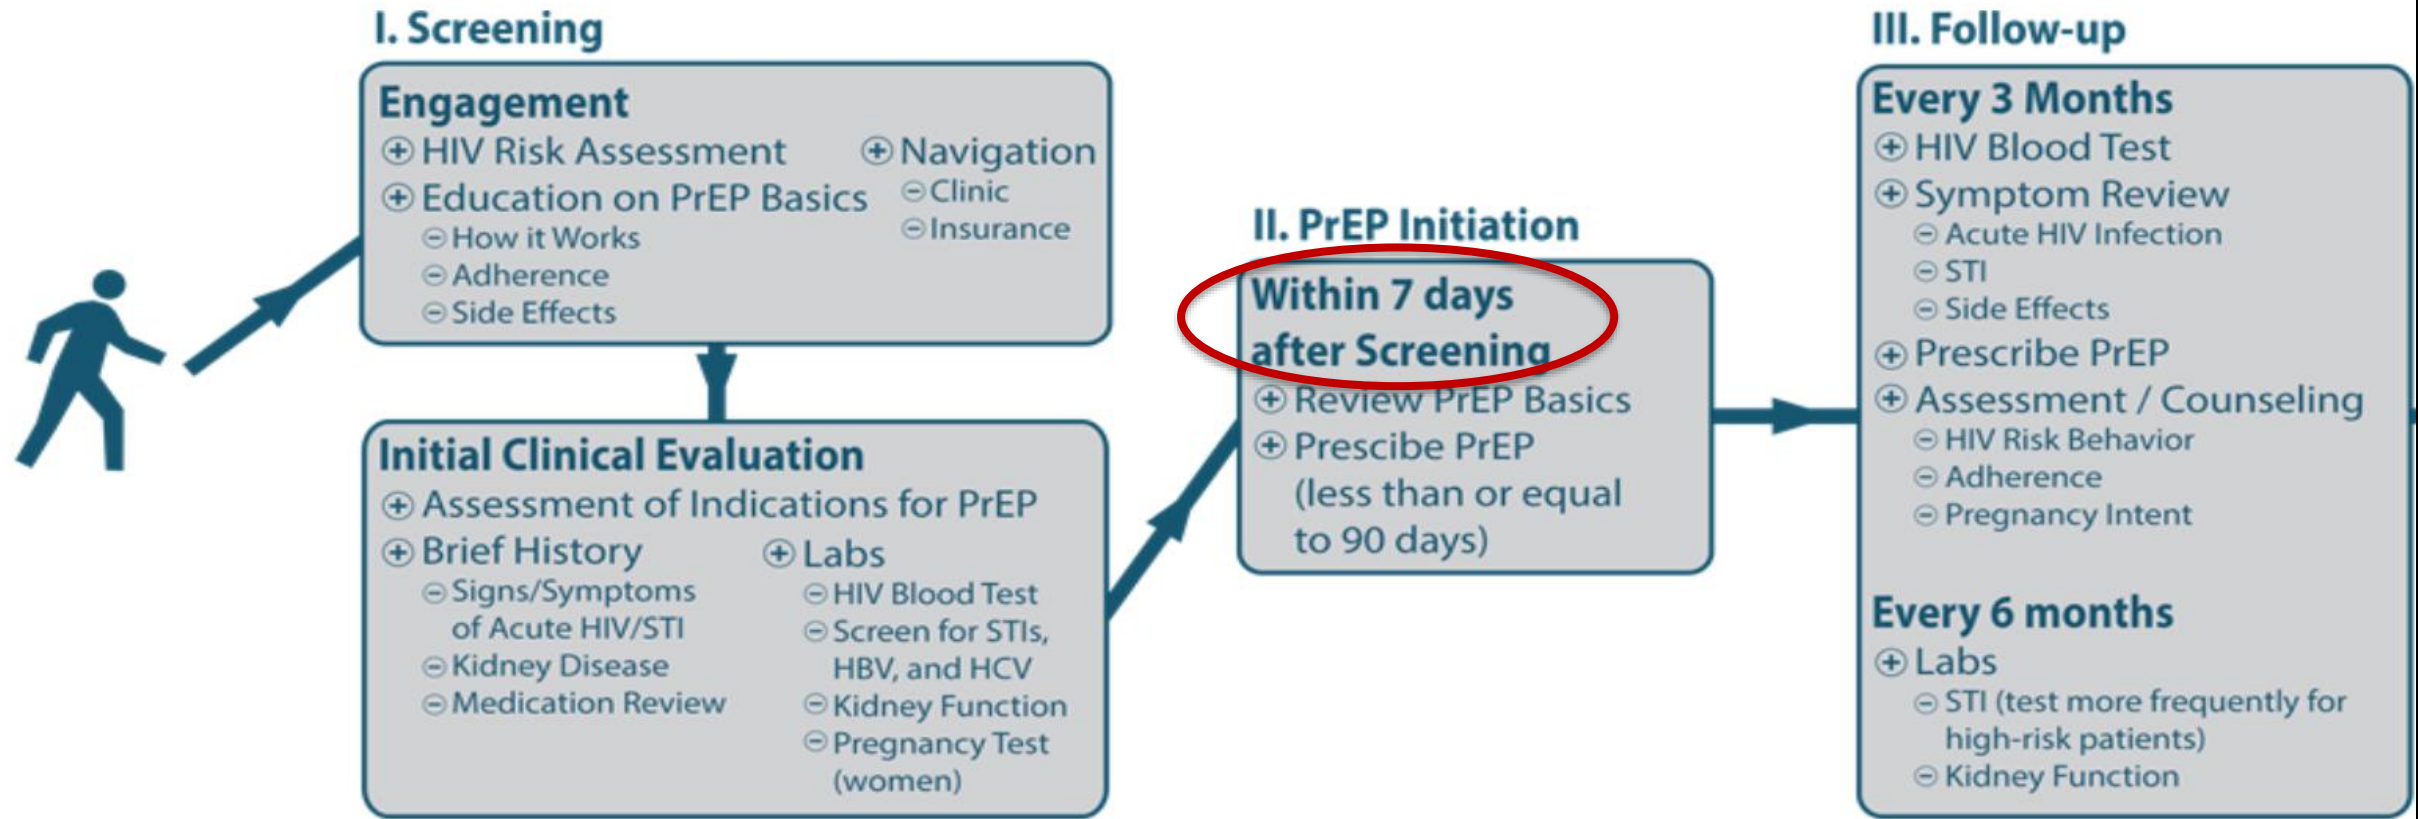 I. Screening
Engagement
HIV Risk Assessment
Education on PrEP Basics
How it Works
Adherence
Side Effects
Navigation
Clinic
Insurance
Initial Clinical Evaluation
Assessment of Indications for PrEP
Brief History
Signs/Symptoms
of Acute HIV/STI
Kidney Disease
Medication Review
Labs
HIV Blood Test
Screen for STIs,
HBV, and HCV
Kidney Function
Pregnancy Test
(women)
II. PrEP Initiation
Within 7 days
after Screening
Review PrEP Basics
Prescibe PrEP
(less than or equal
to 90 days)
III. Follow-up
Every 3 Months
HIV Blood Test
Symptom Review
Acute HIV Infection
STI
Side Effects
Prescribe PrEP
Assessment / Counseling
HIV Risk Behavior
Adherence
Pregnancy Intent
Every 6 months
Labs
STI (test more frequently for
high-risk patients)
Kidney Function